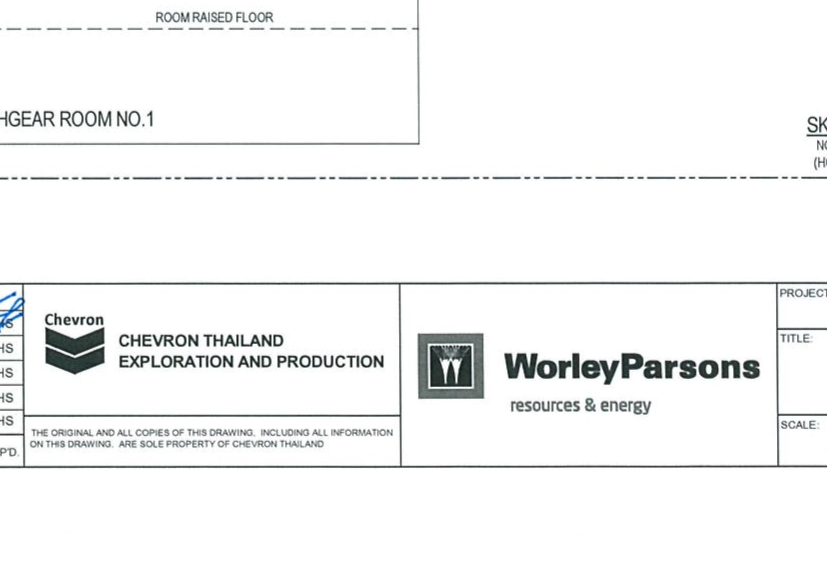 ROOM RAISED FLOOR
HGEAR ROOM NO.1
SK
NO
(HO
HS
HS
HS
HS
HS
P'D.
Chevron
CHEVRON THAILAND
EXPLORATION AND PRODUCTION
THE ORIGINAL AND ALL COPIES OF THIS DRAWING, INCLUDING ALL INFORMATION
ON THIS DRAWING, ARE SOLE PROPERTY OF CHEVRON THAILAND
WorleyParsons
resources & energy
PROJECT
TITLE:
SCALE: